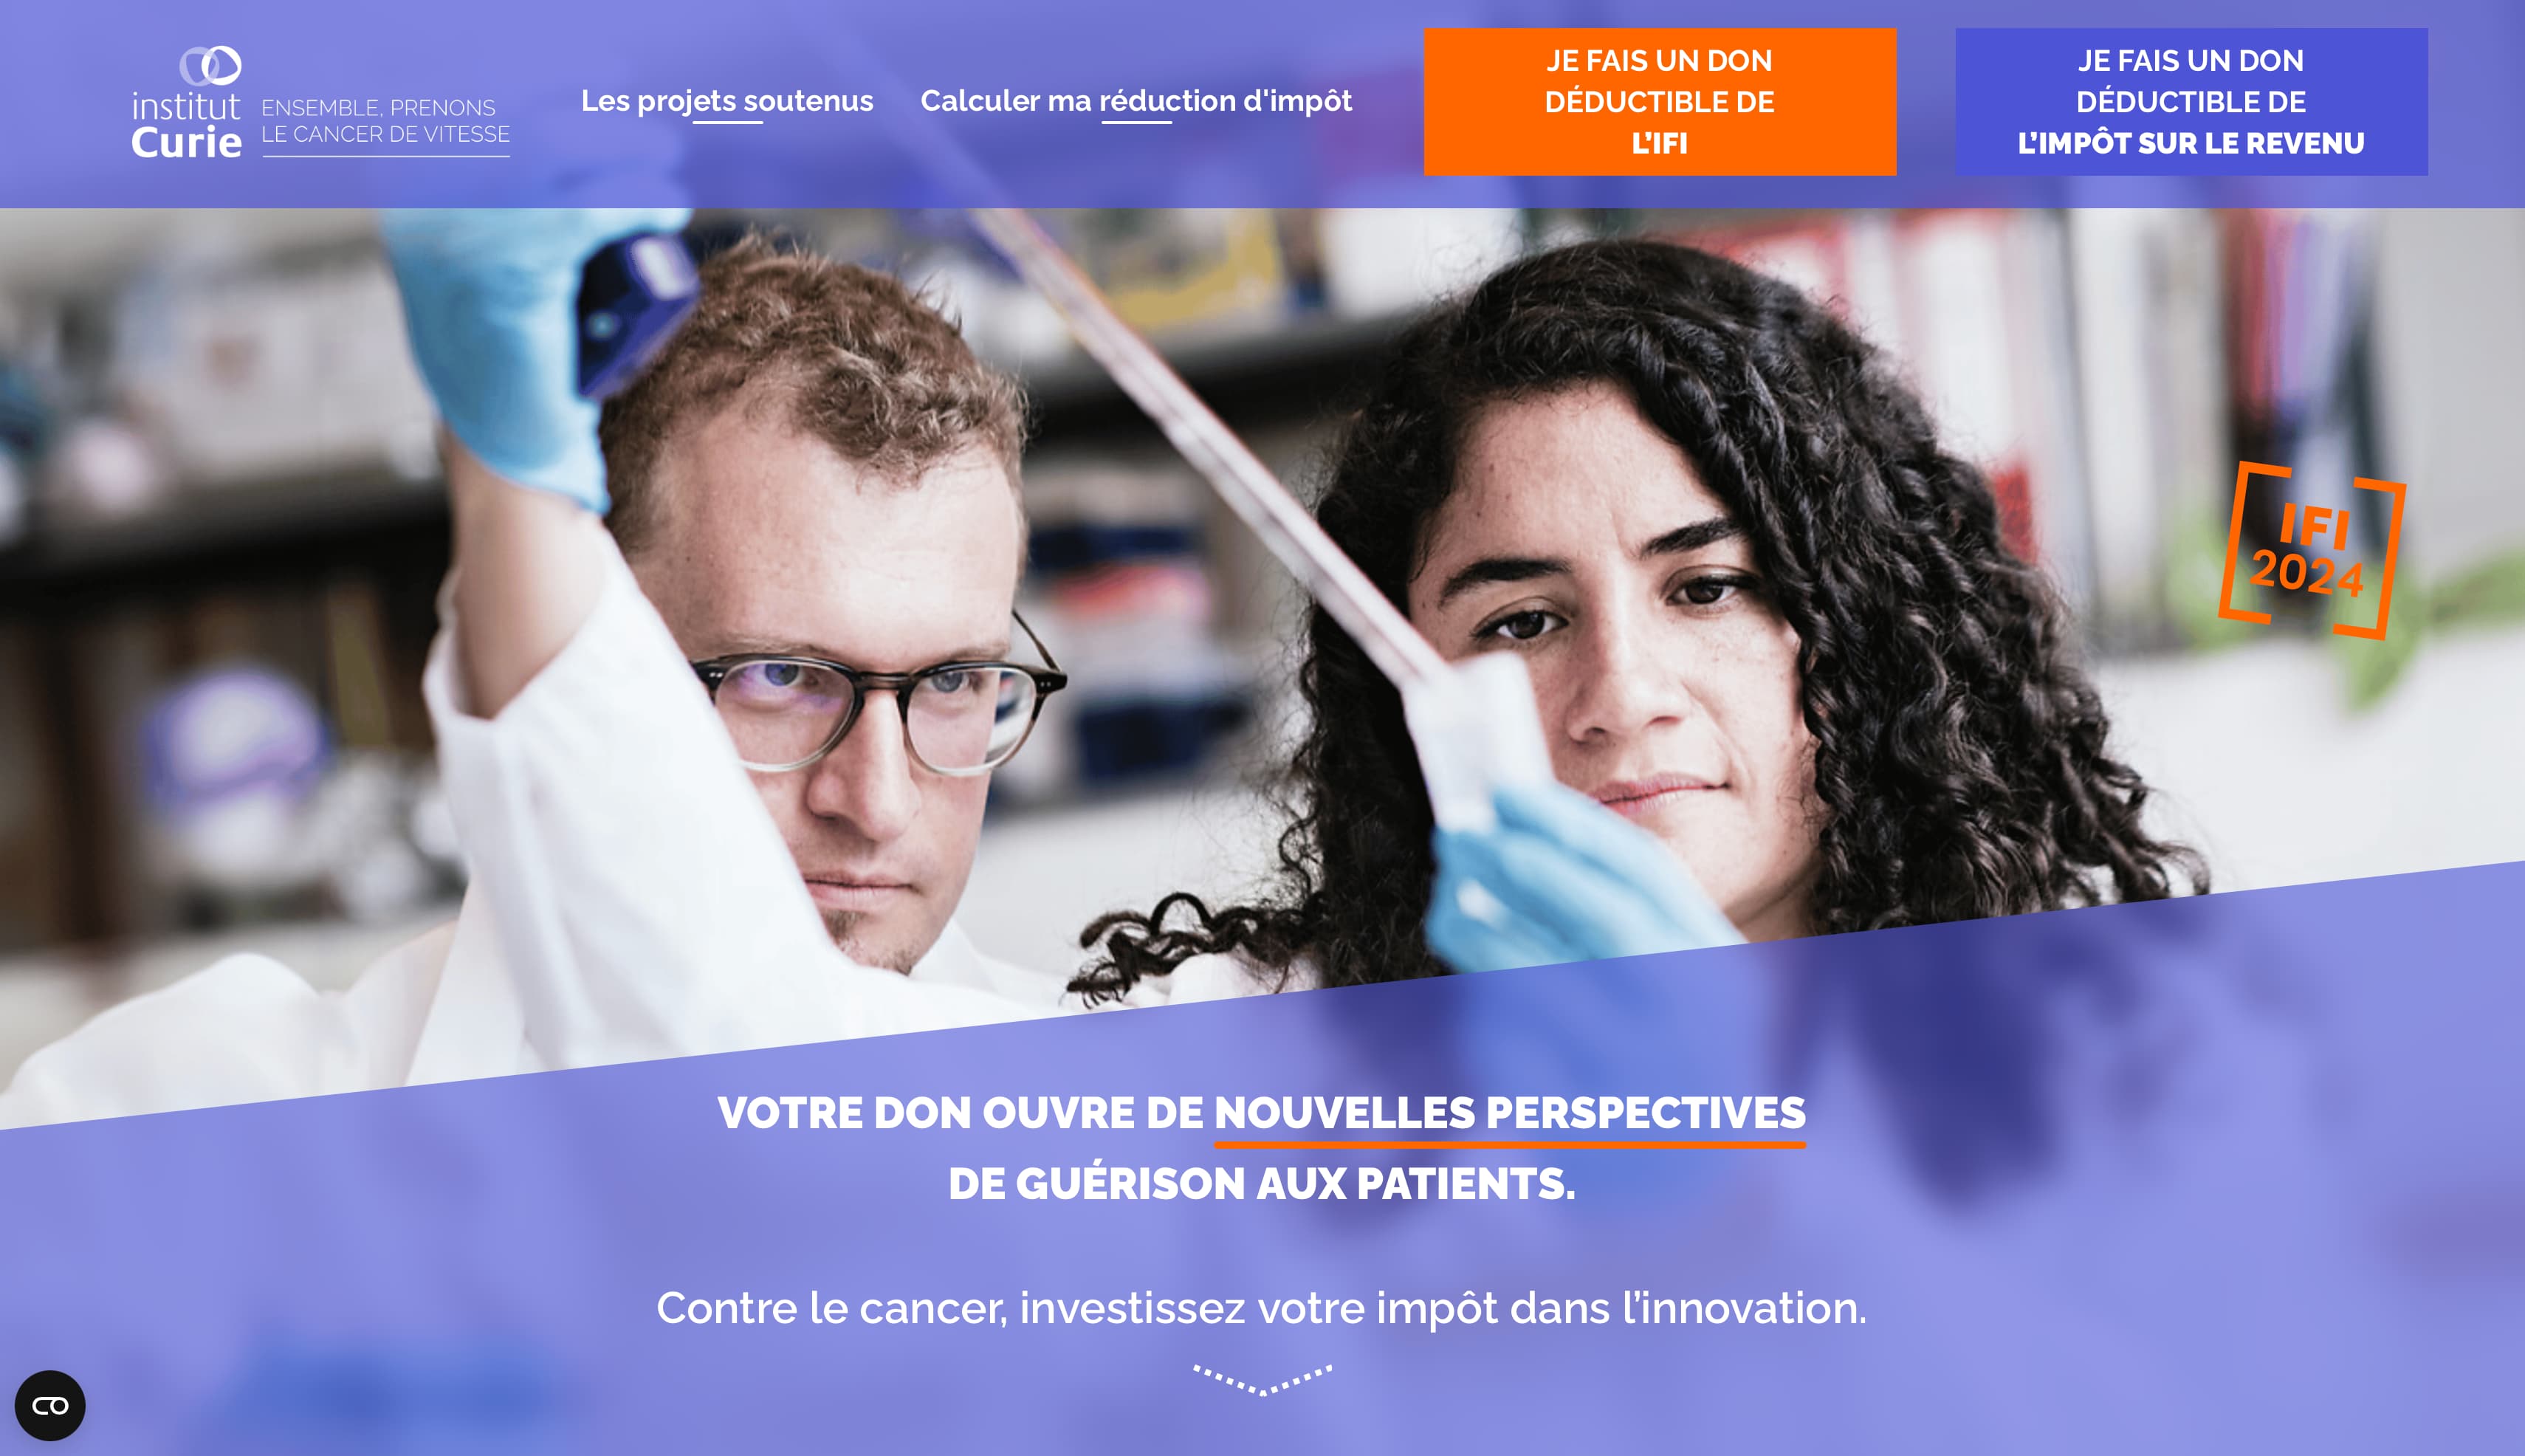 institut
Curie
ENSEMBLE, PRENONS
LE CANCER DE VITESSE
Les projets soutenus
Calculer ma réduction d'impôt
JE FAIS UN DON
DÉDUCTIBLE DE
L’IFI
JE FAIS UN DON
DÉDUCTIBLE DE
L’IMPÔT SUR LE REVENU
IFI
2024
VOTRE DON OUVRE DE NOUVELLES PERSPECTIVES
DE GUÉRISON AUX PATIENTS.
Contre le cancer, investissez votre impôt dans l’innovation.